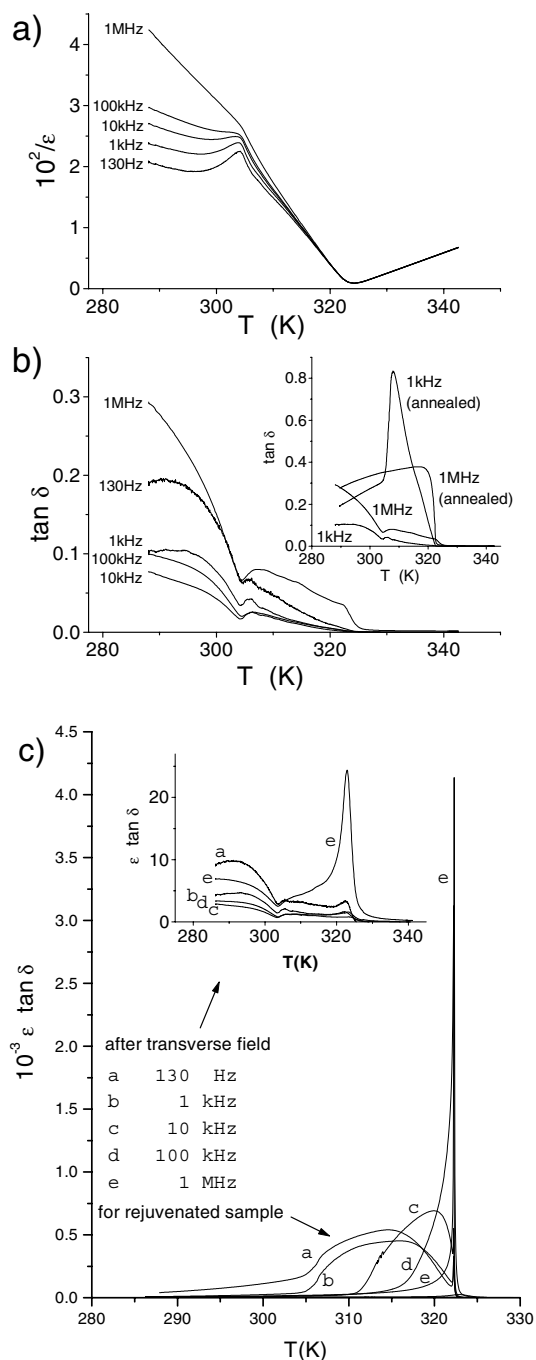 a)
1MHz
100kHz
10kHz
1kHz
130Hz
10²/ε
4
3
2
1
0
280 300 320 340
T (K)
b)
1MHz
130Hz
1kHz
100kHz
10kHz
tan δ
0.3
0.2
0.1
0.0
280 300 320 340
T (K)
tan δ
0.8
0.6
0.4
0.2
0.0
1kHz
(annealed)
1MHz
(annealed)
1MHz
1kHz
280 300 320 340
T (K)
c)
10⁻³ ε tan δ
4.5
4.0
3.5
3.0
2.5
2.0
1.5
1.0
0.5
0.0
ε tan δ
20
10
0
a
e
b
d
c
e
280 300 320 340
T(K)
e
after transverse field
a 130 Hz
b 1 kHz
c 10 kHz
d 100 kHz
e 1 MHz
for rejuvenated sample
a
b
c
d
e
280 290 300 310 320 330
T(K)